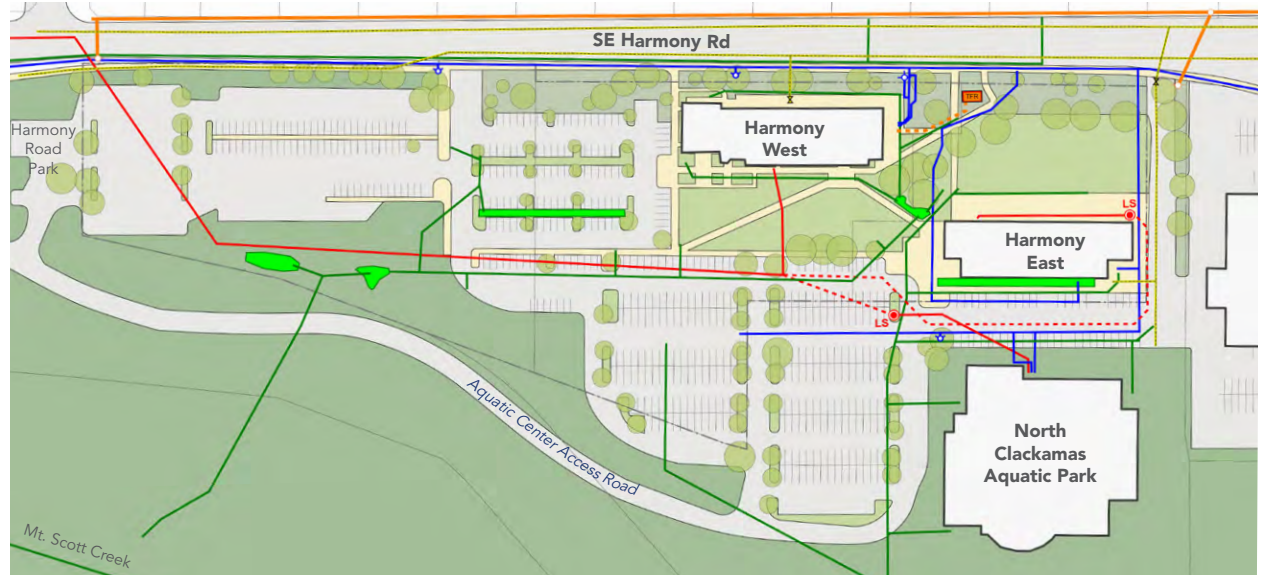 SE Harmony Rd
Harmony
Road
Park
Harmony
West
TFR
LS
Harmony
East
LS
Aquatic Center Access Road
North
Clackamas
Aquatic Park
Mt. Scott Creek